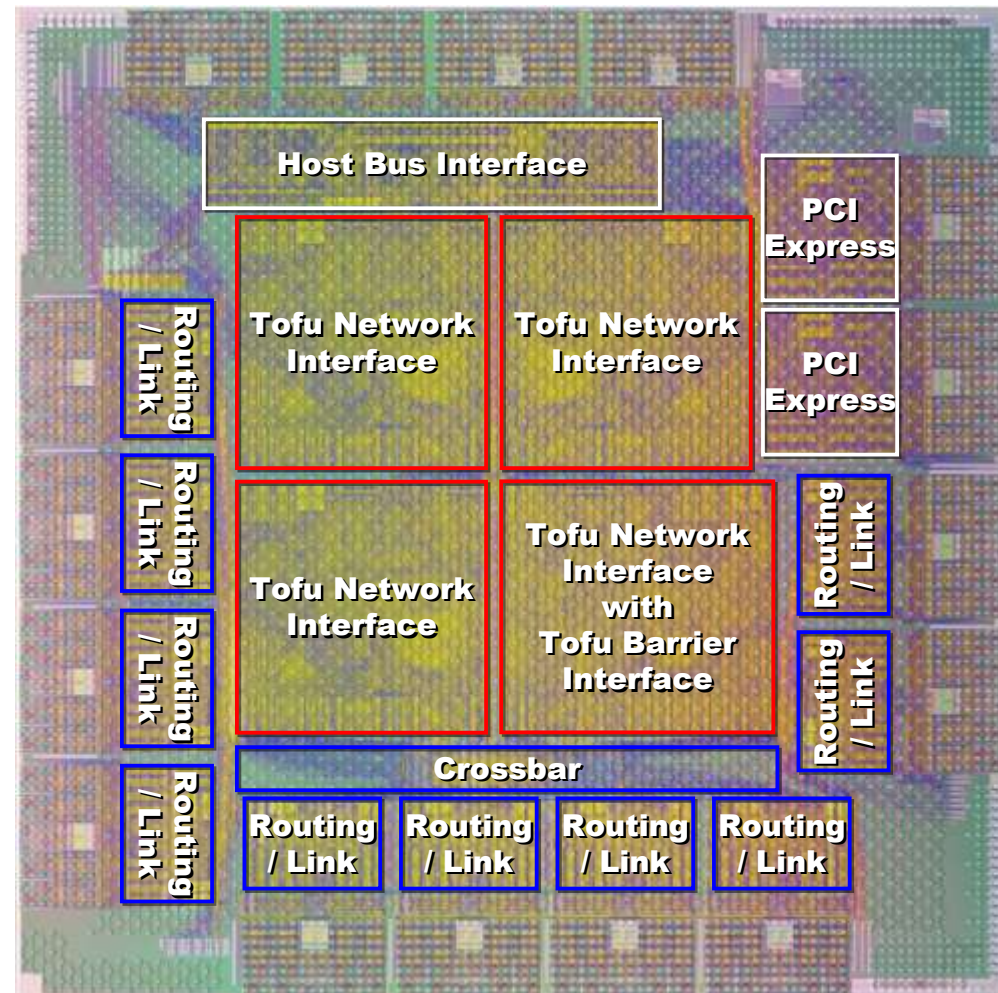 Host Bus Interface
PCI
Express
Tofu Network
Interface
Tofu Network
Interface
PCI
Express
Routing
/ Link
Routing
/ Link
Routing
/ Link
Routing
/ Link
Tofu Network
Interface
Tofu Network
Interface
with
Tofu Barrier
Interface
Routing
/ Link
Routing
/ Link
Crossbar
Routing
/ Link
Routing
/ Link
Routing
/ Link
Routing
/ Link